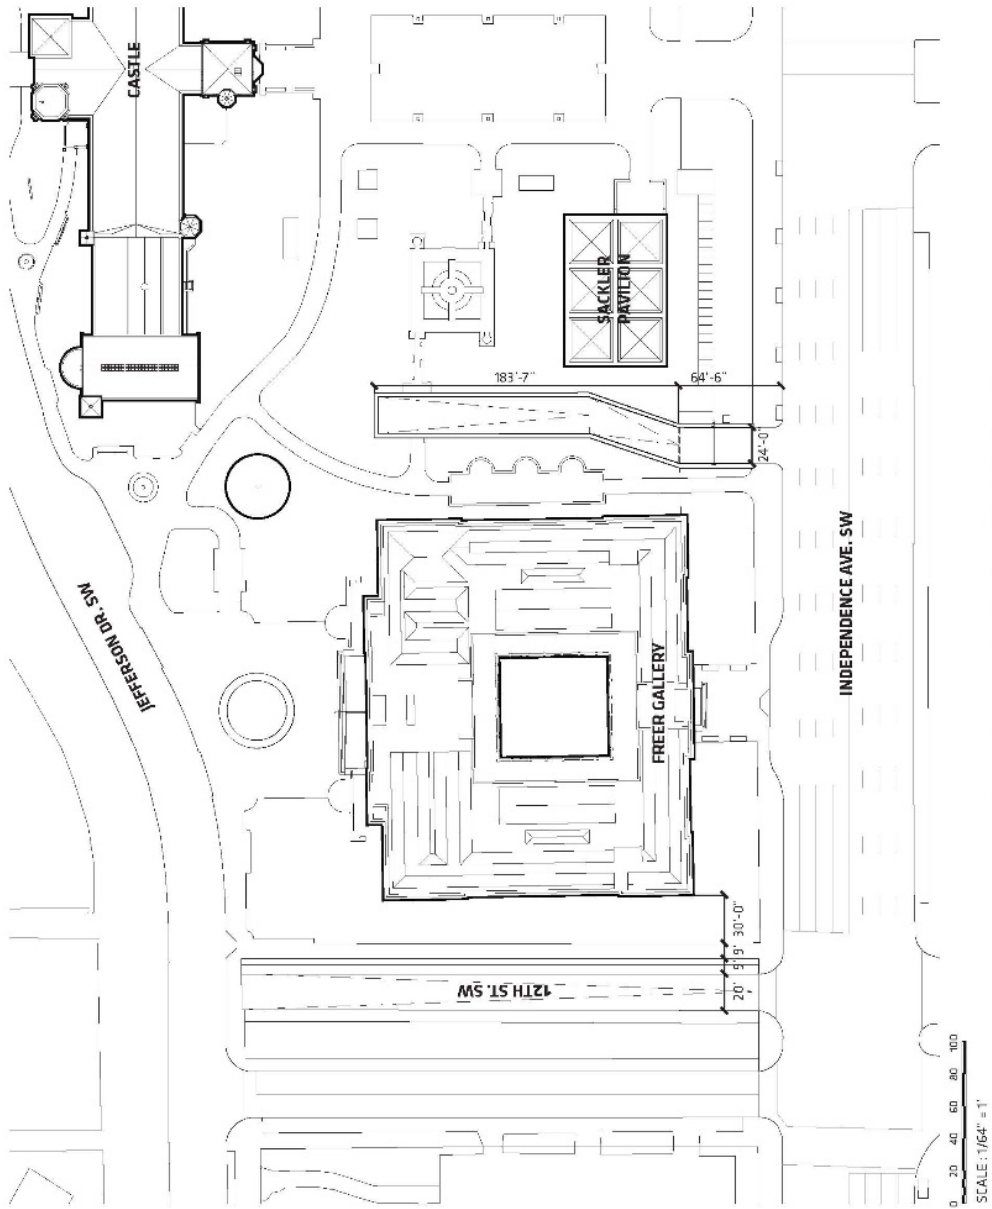 CASTLE
SACKLER
PAVILION
183'-7"
64'-6"
24'-0
JEFFERSON DR. SW
INDEPENDENCE AVE. SW
FREER GALLERY
30'-0"
9'
5'
20'
12TH ST. SW
0 20 40 60 80 100
SCALE : 1/64" = 1'